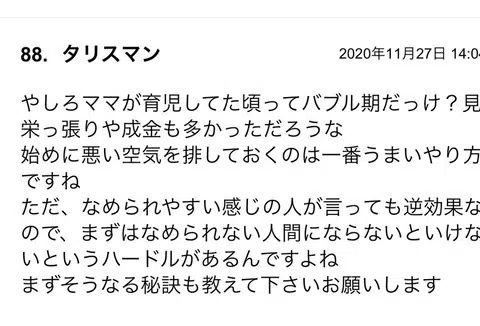 88. タリスマン
2020年11月27日 14:04
やしろママが育児してた頃ってバブル期だっけ？見
栄っ張りや成金も多かっただろうな
始めに悪い空気を排しておくのは一番うまいやり方
ですね
ただ、なめられやすい感じの人が言っても逆効果な
ので、まずはなめられない人間にならないといけな
いというハードルがあるんですよね
まずそうなる秘訣も教えて下さいお願いします